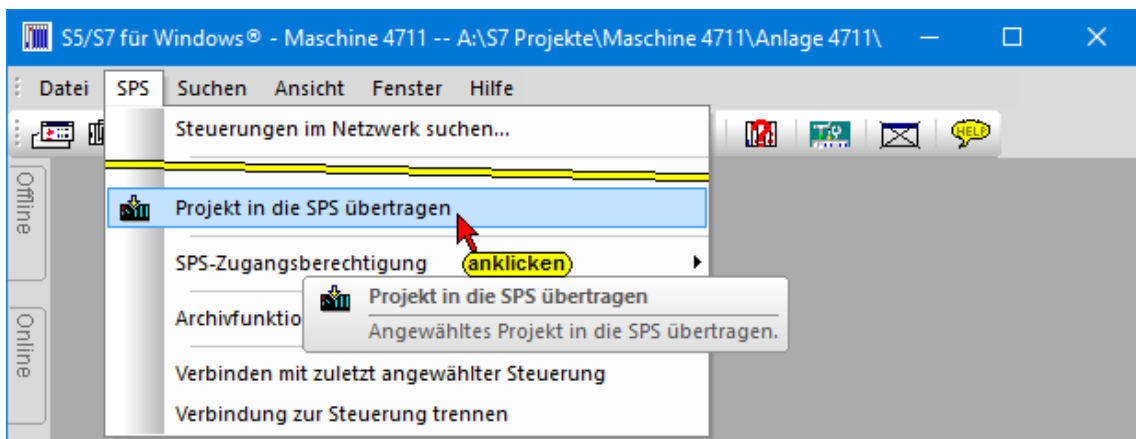 S5/S7 für Windows® - Maschine 4711 -- A:\S7 Projekte\Maschine 4711\Anlage 4711\
Datei SPS Suchen Ansicht Fenster Hilfe
HELP
Steuerungen im Netzwerk suchen...
Offline
Projekt in die SPS übertragen
SPS-Zugangsberechtigung
anklicken
Projekt in die SPS übertragen
Angewähltes Projekt in die SPS übertragen.
Archivfunktio
Online
Verbinden mit zuletzt angewählter Steuerung
Verbindung zur Steuerung trennen